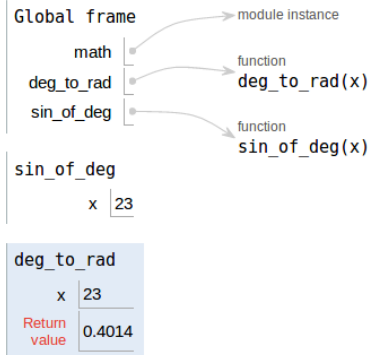 Global frame
module instance
math
function
deg_to_rad
deg_to_rad(x)
sin_of_deg
function
sin_of_deg(x)
sin_of_deg
x 23
deg_to_rad
x 23
Return
value 0.4014